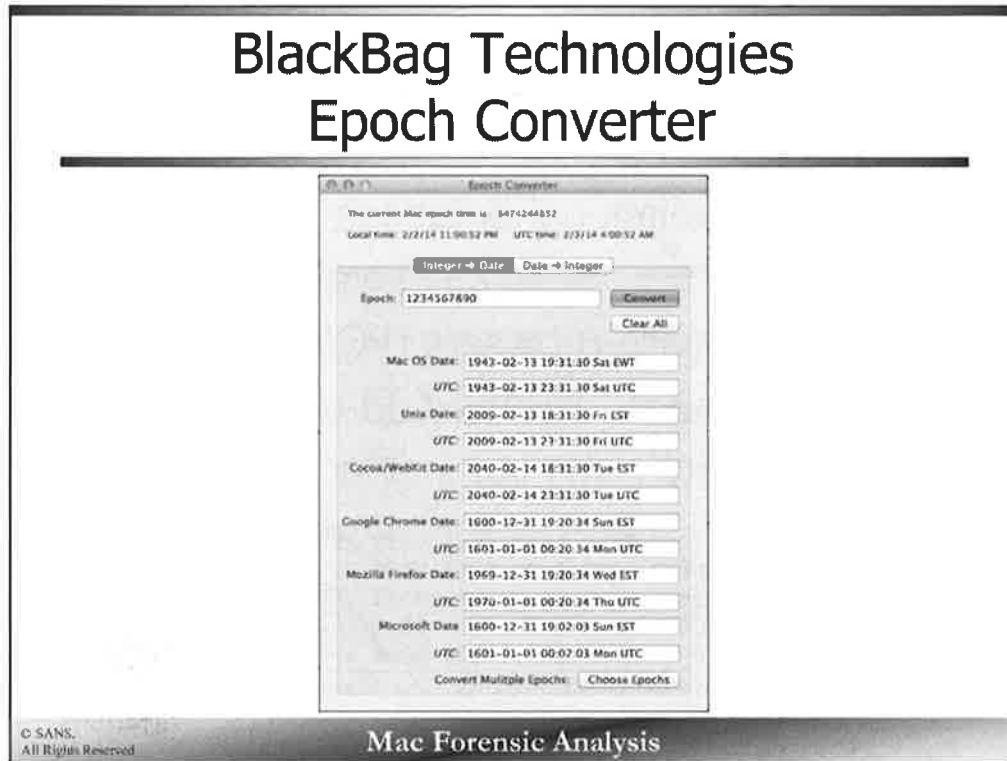 BlackBag Technologies
Epoch Converter
Epoch Converter
The current Mac epoch time is 3474244852
Local time: 2/2/14 11:00:52 PM UTC time: 2/3/14 4:00:52 AM
Integer → Date Date → Integer
Epoch: 1234567890 Convert
Clear All
Mac OS Date: 1943-02-13 19:31:30 Sat EWT
UTC: 1943-02-13 23:31:30 Sat UTC
Unix Date: 2009-02-13 18:31:30 Fri EST
UTC: 2009-02-13 23:31:30 Fri UTC
Cocoa/WebKit Date: 2040-02-14 18:31:30 Tue EST
UTC: 2040-02-14 23:31:30 Tue UTC
Google Chrome Date: 1600-12-31 19:20:34 Sun EST
UTC: 1601-01-01 00:20:34 Mon UTC
Mozilla Firefox Date: 1969-12-31 19:20:34 Wed EST
UTC: 1970-01-01 00:20:34 Thu UTC
Microsoft Date 1600-12-31 19:02:03 Sun EST
UTC: 1601-01-01 00:02:03 Mon UTC
Convert Mulitple Epochs: Choose Epochs
© SANS,
All Rights Reserved
Mac Forensic Analysis